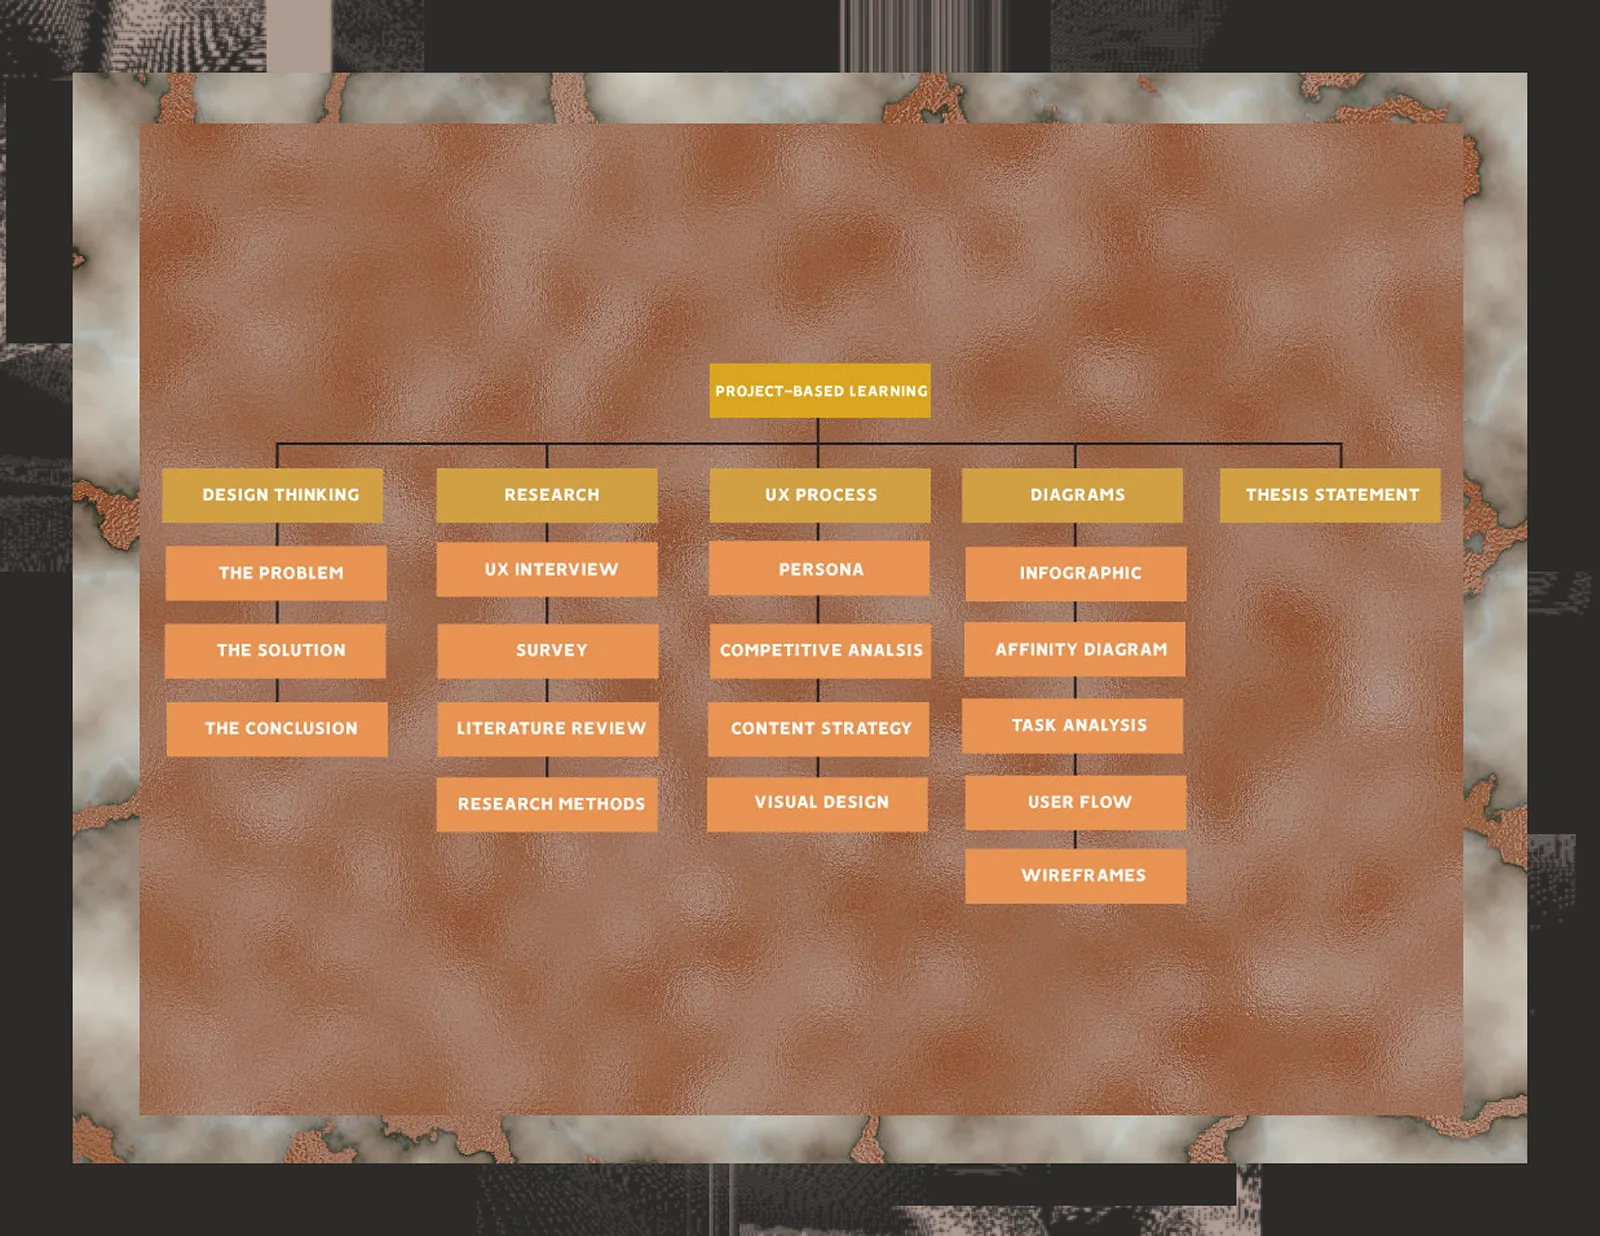 PROJECT-BASED LEARNING
DESIGN THINKING
THE PROBLEM
THE SOLUTION
THE CONCLUSION
RESEARCH
UX INTERVIEW
SURVEY
LITERATURE REVIEW
RESEARCH METHODS
UX PROCESS
PERSONA
COMPETITIVE ANALSIS
CONTENT STRATEGY
VISUAL DESIGN
DIAGRAMS
INFOGRAPHIC
AFFINITY DIAGRAM
TASK ANALYSIS
USER FLOW
WIREFRAMES
THESIS STATEMENT